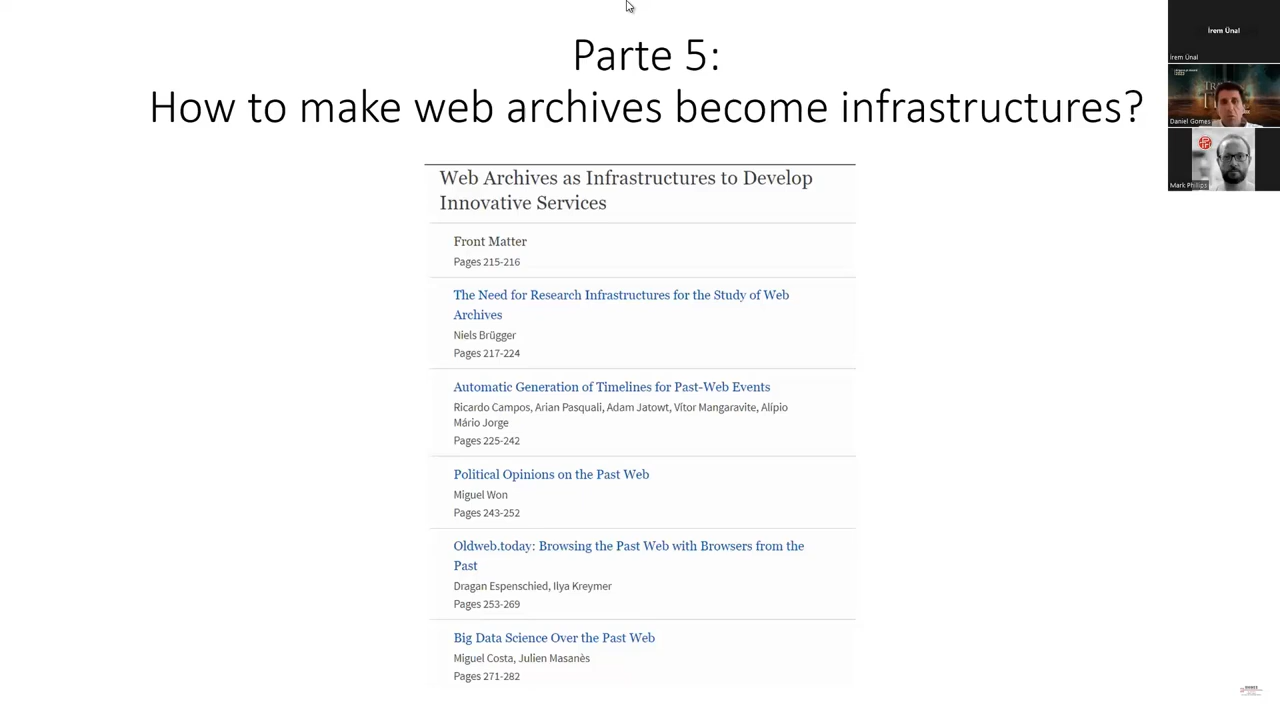 Parte 5:
How to make web archives become infrastructures?
Web Archives as Infrastructures to Develop
Innovative Services
Front Matter
Pages 215-216
The Need for Research Infrastructures for the Study of Web
Archives
Niels Brügger
Pages 217-224
Automatic Generation of Timelines for Past-Web Events
Ricardo Campos, Arian Pasquali, Adam Jatowt, Vítor Mangaravite, Alípio
Mário Jorge
Pages 225-242
Political Opinions on the Past Web
Miguel Won
Pages 243-252
Oldweb.today: Browsing the Past Web with Browsers from the
Past
Dragan Espenschied, Ilya Kreymer
Pages 253-269
Big Data Science Over the Past Web
Miguel Costa, Julien Masanès
Pages 271-282
İrem Ünal
İrem Ünal
Daniel Gomes
Mark Phillips